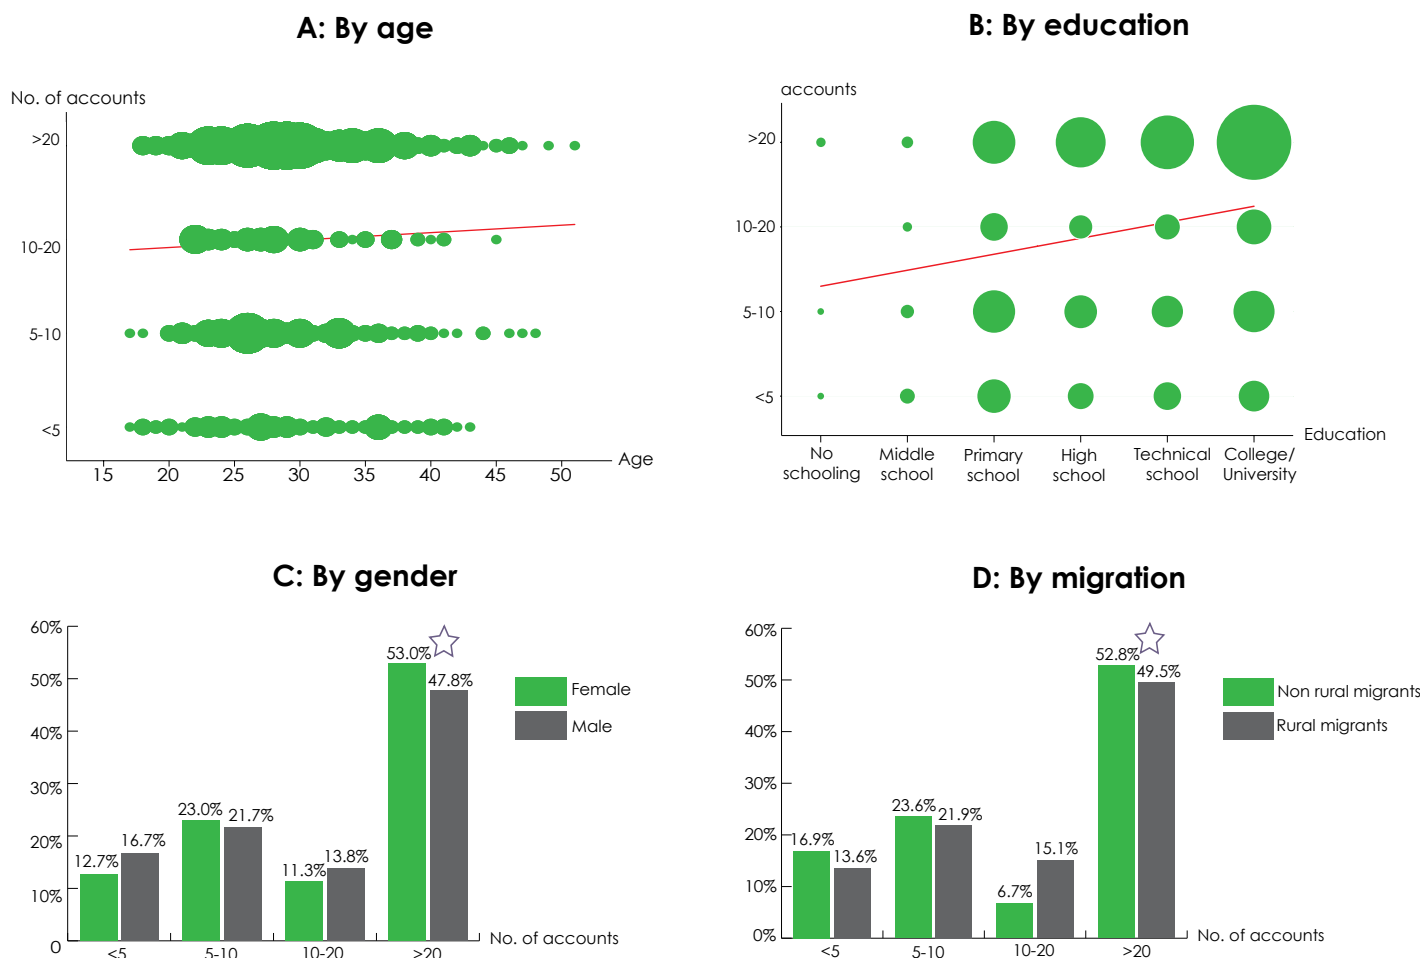 A: By age
No. of accounts
>20
10-20
5-10
<5
15 20 25 30 35 40 45 50
Age
B: By education
accounts
>20
10-20
5-10
<5
Education
No schooling
Middle school
Primary school
High school
Technical school
College/ University
C: By gender
60%
50%
40%
30%
20%
10%
0
12.7% 16.7%
23.0% 21.7%
11.3% 13.8%
53.0% 47.8%
<5 5-10 10-20 >20
No. of accounts
Female
Male
D: By migration
60%
50%
40%
30%
20%
10%
0%
16.9% 13.6%
23.6% 21.9%
6.7% 15.1%
52.8% 49.5%
<5 5-10 10-20 >20
No. of accounts
Non rural migrants
Rural migrants